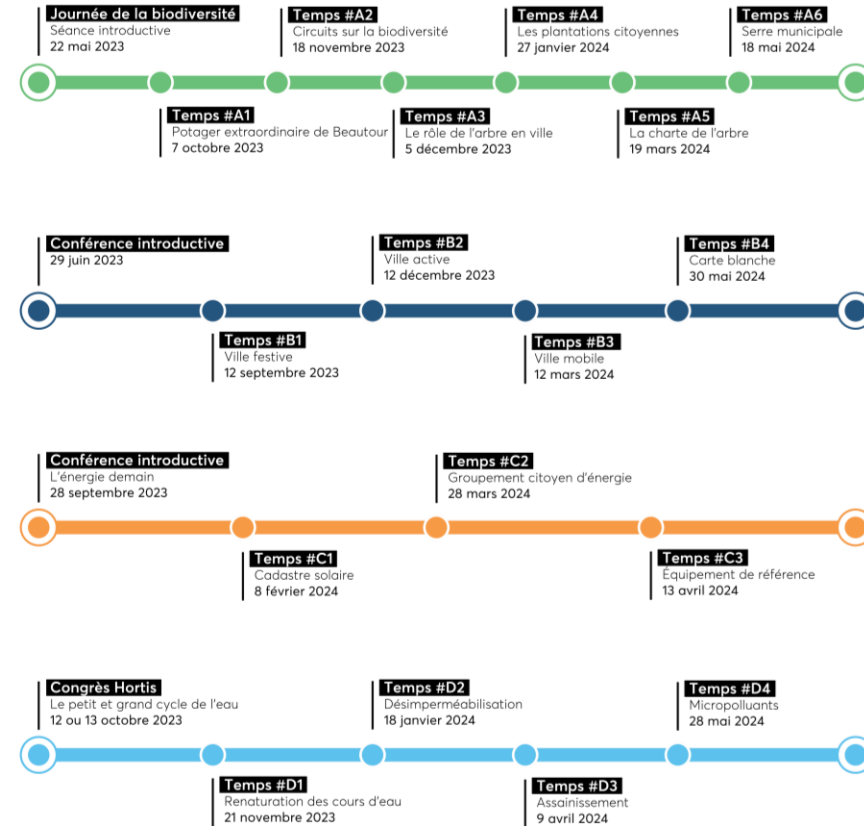 Journée de la biodiversité
Séance introductive
22 mai 2023
Temps #A2
Circuits sur la biodiversité
18 novembre 2023
Temps #A4
Les plantations citoyennes
27 janvier 2024
Temps #A6
Serre municipale
18 mai 2024
Temps #A1
Potager extraordinaire de Beautour
7 octobre 2023
Temps #A3
Le rôle de l'arbre en ville
5 décembre 2023
Temps #A5
La charte de l'arbre
19 mars 2024
Conférence introductive
29 juin 2023
Temps #B2
Ville active
12 décembre 2023
Temps #B4
Carte blanche
30 mai 2024
Temps #B1
Ville festive
12 septembre 2023
Temps #B3
Ville mobile
12 mars 2024
Conférence introductive
L'énergie demain
28 septembre 2023
Temps #C2
Groupement citoyen d'énergie
28 mars 2024
Temps #C1
Cadastre solaire
8 février 2024
Temps #C3
Équipement de référence
13 avril 2024
Congrès Hortis
Le petit et grand cycle de l'eau
12 ou 13 octobre 2023
Temps #D2
Désimperméabilisation
18 janvier 2024
Temps #D4
Micropolluants
28 mai 2024
Temps #D1
Renaturation des cours d'eau
21 novembre 2023
Temps #D3
Assainissement
9 avril 2024